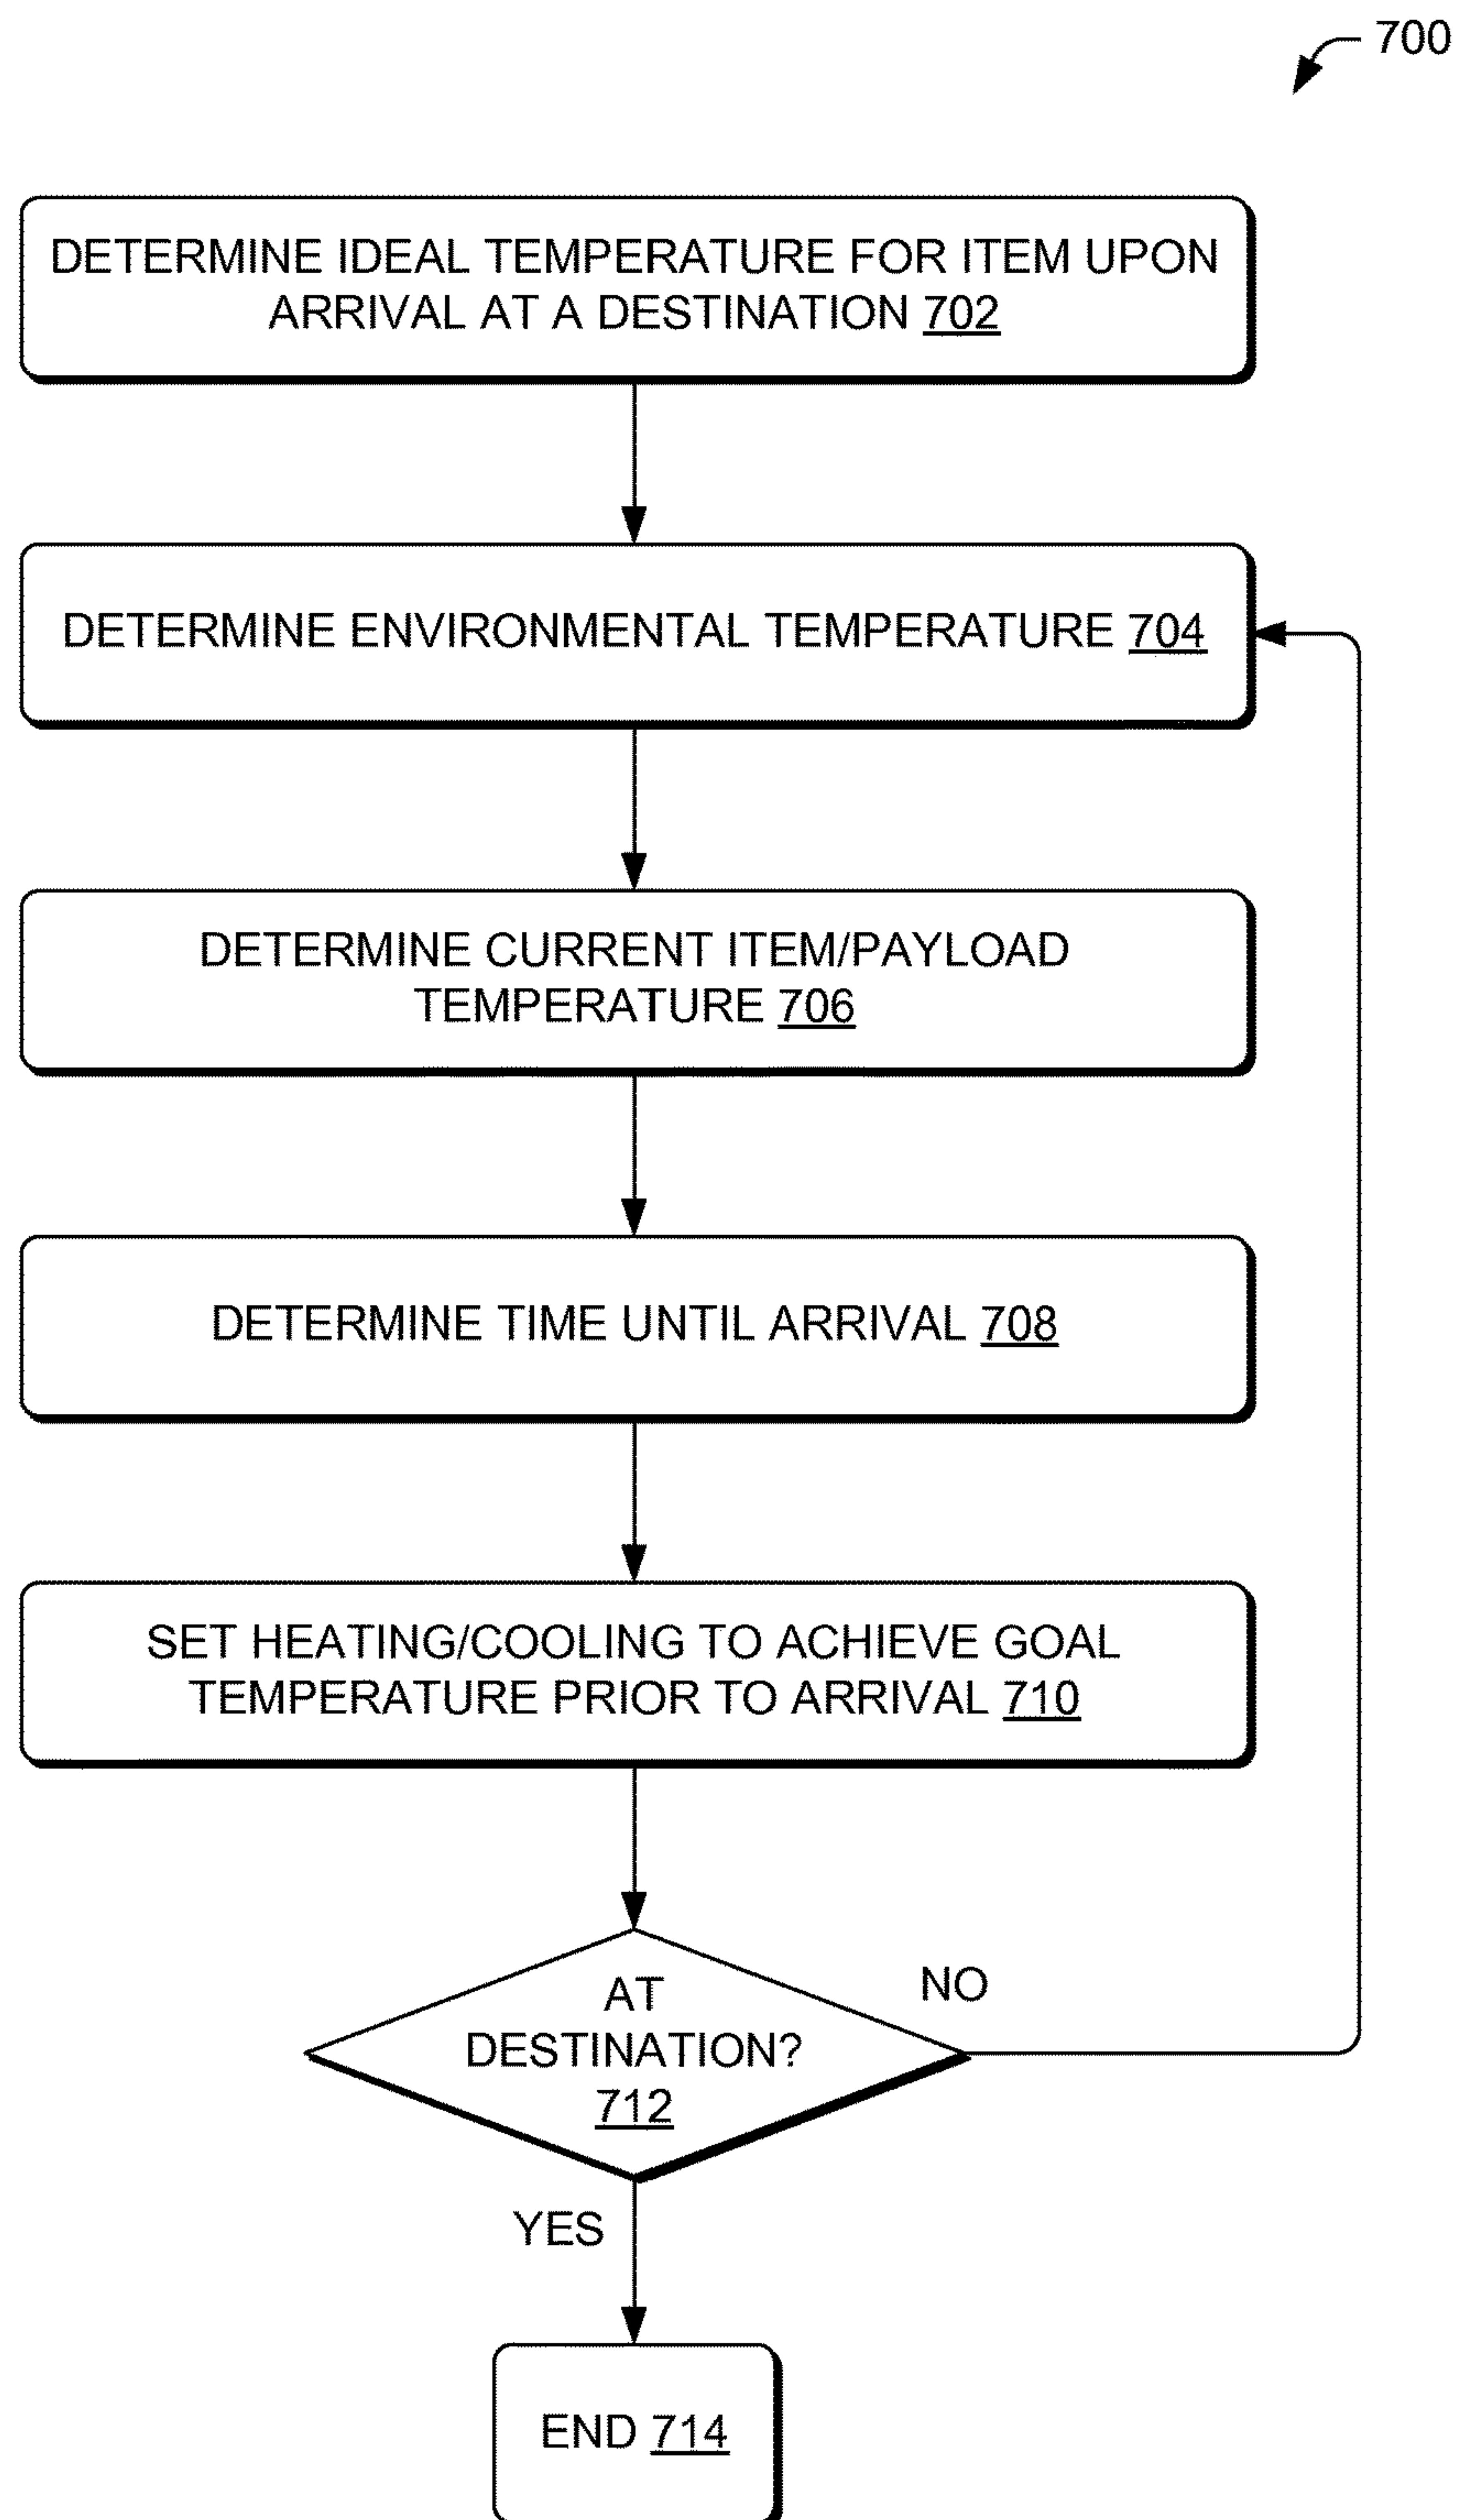 700
DETERMINE IDEAL TEMPERATURE FOR ITEM UPON
ARRIVAL AT A DESTINATION 702
DETERMINE ENVIRONMENTAL TEMPERATURE 704
DETERMINE CURRENT ITEM/PAYLOAD
TEMPERATURE 706
DETERMINE TIME UNTIL ARRIVAL 708
SET HEATING/COOLING TO ACHIEVE GOAL
TEMPERATURE PRIOR TO ARRIVAL 710
AT
DESTINATION?
712
NO
YES
END 714